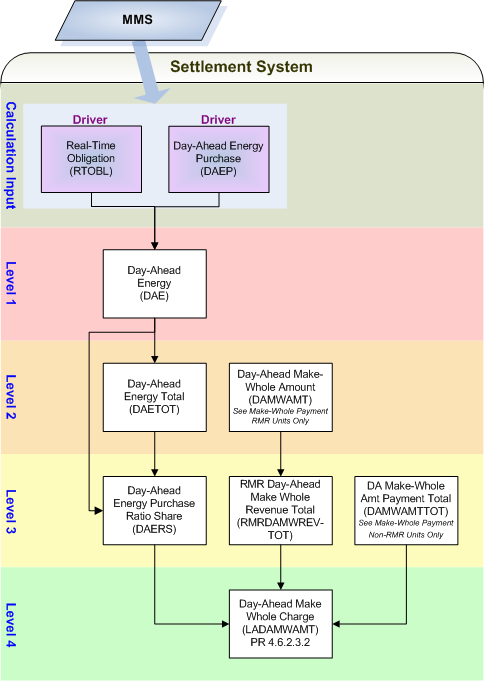 MMS
Settlement System
Calculation Input
Driver
Driver
Real-Time
Obligation
(RTOBL)
Day-Ahead Energy
Purchase
(DAEP)
Level 1
Day-Ahead
Energy
(DAE)
Level 2
Day-Ahead
Energy Total
(DAETOT)
Day-Ahead Make-
Whole Amount
(DAMWAMT)
See Make-Whole Payment
RMR Units Only
Level 3
Day-Ahead
Energy Purchase
Ratio Share
(DAERS)
RMR Day-Ahead
Make Whole
Revenue Total
(RMRDAMWREV-
TOT)
DA Make-Whole
Amt Payment Total
(DAMWAMTTOT)
See Make-Whole Payment
Non-RMR Units Only
Level 4
Day-Ahead Make
Whole Charge
(LADAMWAMT)
PR 4.6.2.3.2